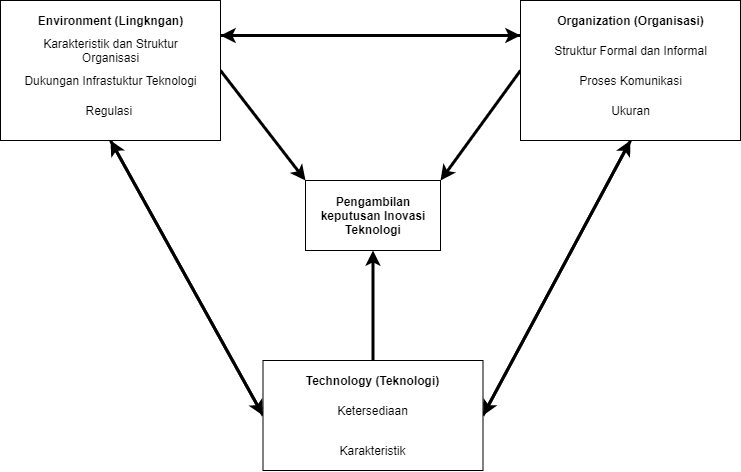 Environment (Lingkngan)
Karakteristik dan Struktur
Organisasi
Dukungan Infrastuktur Teknologi
Regulasi
Organization (Organisasi)
Struktur Formal dan Informal
Proses Komunikasi
Ukuran
Pengambilan
keputusan Inovasi
Teknologi
Technology (Teknologi)
Ketersediaan
Karakteristik